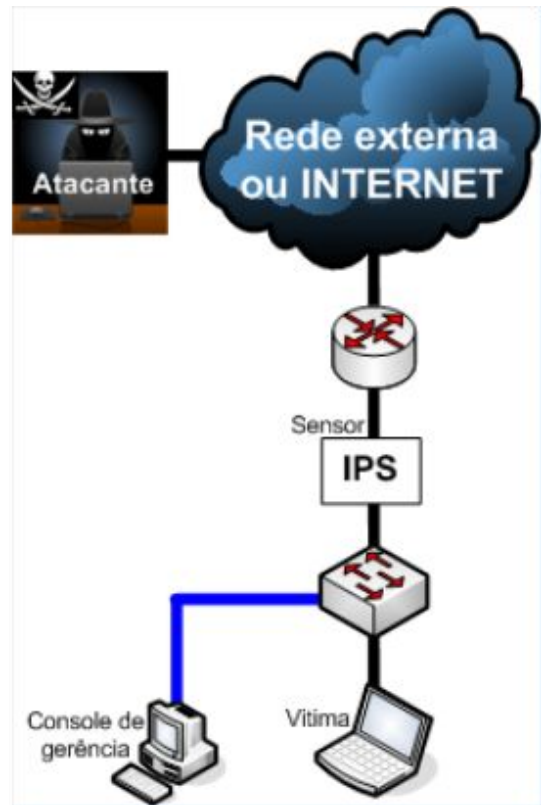 Rede externa
ou INTERNET
Atacante
Sensor
IPS
Console de
gerência
Vitima